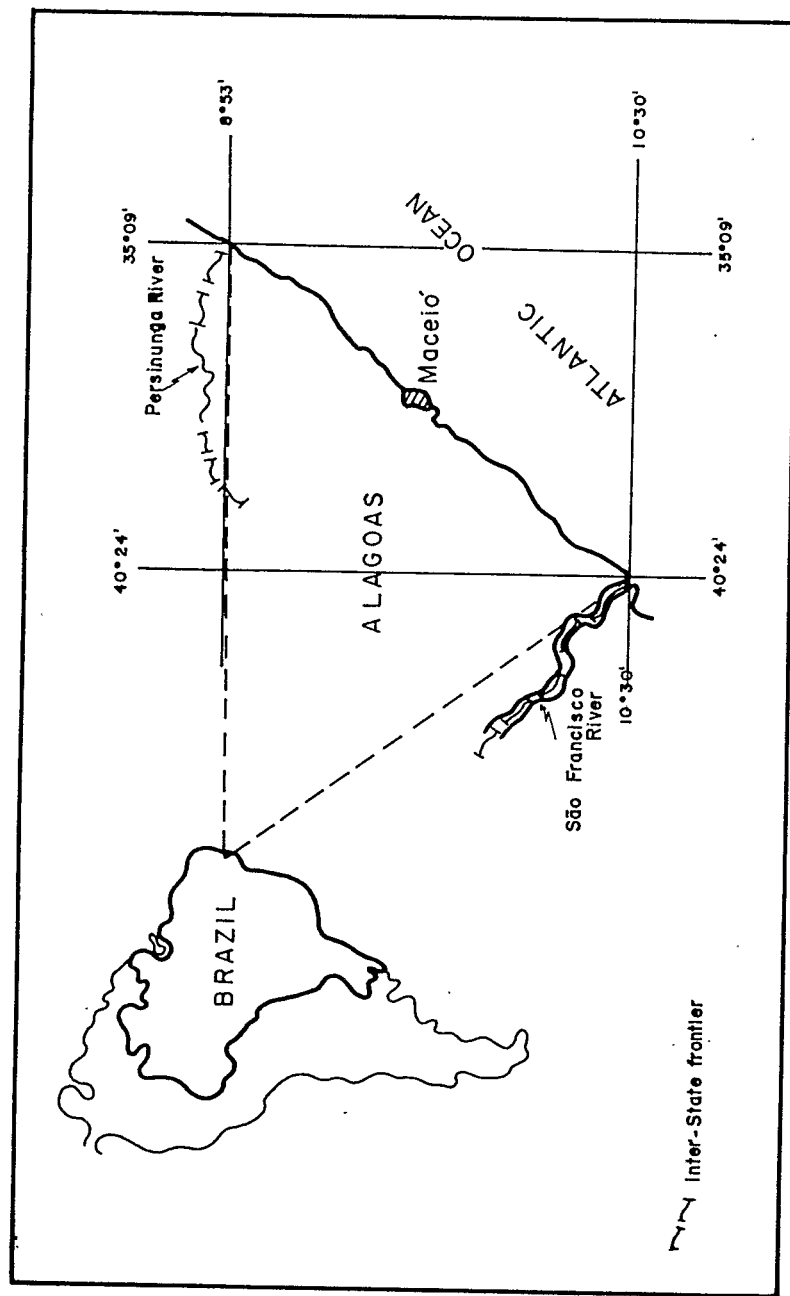 35°09'
8°53'
Persinunga River
40°24'
OCEAN
Maceió
ATLANTIC
ALAGOAS
10°30'
35°09'
40°24'
10°30'
São Francisco
River
BRAZIL
Inter-State frontier